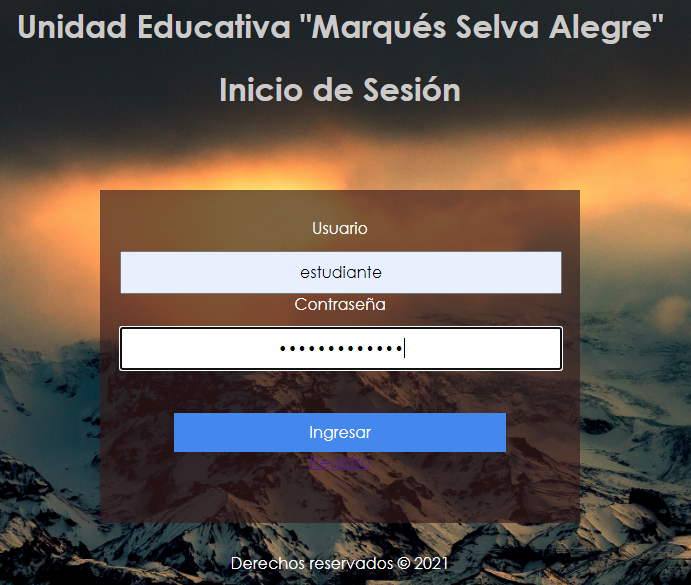 Unidad Educativa "Marqués Selva Alegre"
Inicio de Sesión
Usuario
estudiante
Contraseña
•••••••••••••
Ingresar
Derechos reservados © 2021